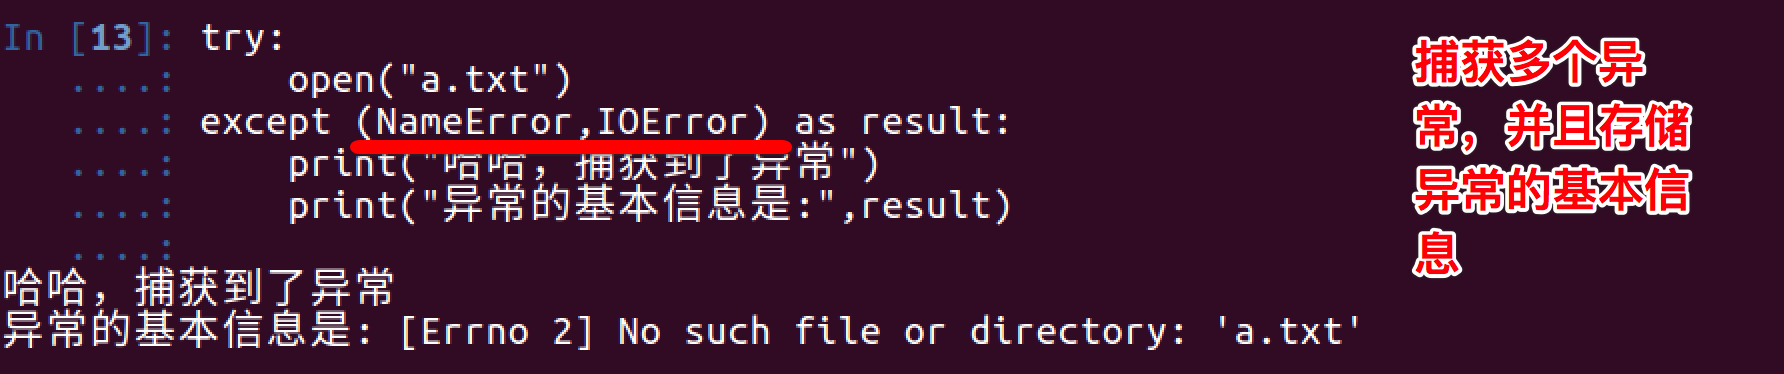 In [13]: try:
    ....:     open("a.txt")
    ....: except (NameError,IOError) as result:
    ....:     print("哈哈，捕获到了异常")
    ....:     print("异常的基本信息是:",result)
    ....:
哈哈，捕获到了异常
异常的基本信息是: [Errno 2] No such file or directory: 'a.txt'
捕获多个异
常，并且存储
异常的基本信
息